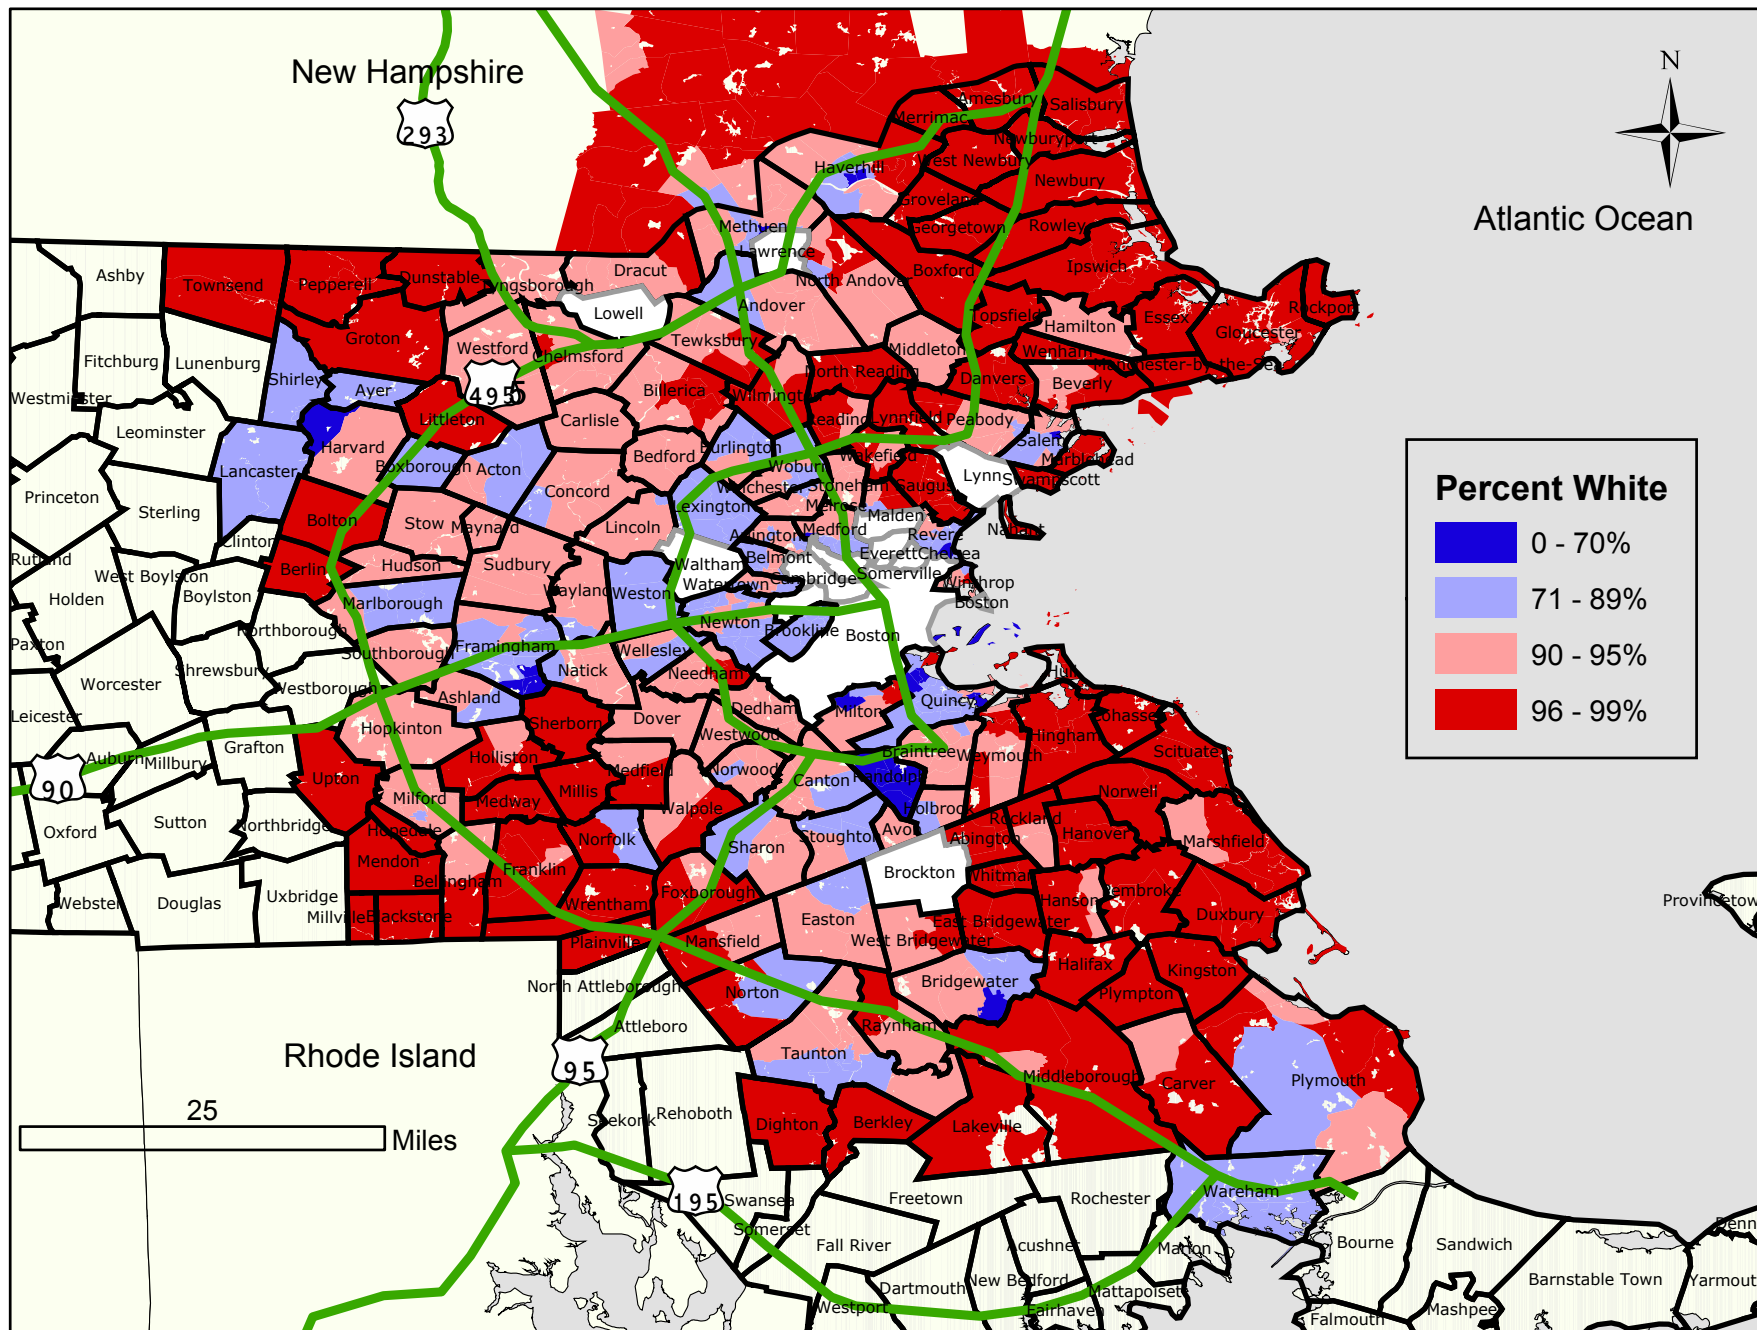 New Hampshire
293
N
Atlantic Ocean
Amesbury
Salisbury
Merrimac
Newburyport
West Newbury
Haverhill
Newbury
Groveland
Georgetown
Rowley
Methuen
Lawrence
Ashby
Townsend
Pepperell
Dunstable
Tyngsborough
Dracut
North Andover
Boxford
Ipswich
Lowell
Andover
Topsfield
Hamilton
Essex
Gloucester
Rockport
Fitchburg
Lunenburg
Groton
Westford
Chelmsford
Tewksbury
Middleton
Wenham
Manchester-by-the-Sea
Shirley
Ayer
495
Billerica
North Reading
Danvers
Beverly
Westminster
Wilmington
Leominster
Littleton
Carlisle
Reading
Lynnfield
Peabody
Harvard
Burlington
Salem
Lancaster
Boxborough
Acton
Bedford
Woburn
Wakefield
Marblehead
Princeton
Concord
Winchester
Stoneham
Saugus
Lynn
Swampscott
Percent White
Sterling
Bolton
Stow
Maynard
Lincoln
Lexington
Melrose
Malden
Nahant
Clinton
Arlington
Medford
Revere
0 - 70%
Rutland
West Boylston
Berlin
Hudson
Sudbury
Waltham
Belmont
Everett
Chelsea
Holden
Boylston
Marlborough
Wayland
Weston
Watertown
Cambridge
Somerville
Winthrop
Boston
71 - 89%
Paxton
Northborough
Southborough
Framingham
Newton
Brookline
Boston
Worcester
Shrewsbury
Westborough
Natick
Wellesley
Needham
Hull
90 - 95%
Leicester
Ashland
Milton
Quincy
Grafton
Hopkinton
Sherborn
Dover
Dedham
Westwood
Hingham
Cohasset
Scituate
96 - 99%
Auburn
Millbury
Holliston
Medfield
Norwood
Braintree
Weymouth
90
Upton
Milford
Medway
Millis
Walpole
Canton
Randolph
Norwell
Oxford
Sutton
Northbridge
Hopedale
Norfolk
Stoughton
Avon
Holbrook
Abington
Rockland
Hanover
Marshfield
Mendon
Bellingham
Franklin
Sharon
Webster
Douglas
Uxbridge
Millville
Blackstone
Wrentham
Foxborough
Brockton
Whitman
Hanson
Pembroke
Duxbury
Provincetow
Easton
East Bridgewater
Plainville
Mansfield
West Bridgewater
North Attleborough
Norton
Bridgewater
Halifax
Kingston
Plympton
Attleboro
Raynham
Rhode Island
95
Taunton
Middleborough
Carver
Plymouth
25
Miles
Seekonk
Rehoboth
Dighton
Berkley
Lakeville
195
Swansea
Freetown
Rochester
Wareham
Somerset
Fall River
Acushnet
Marion
Bourne
Sandwich
Denn
Dartmouth
New Bedford
Mattapoisett
Barnstable Town
Yarmout
Westport
Fairhaven
Falmouth
Mashpee